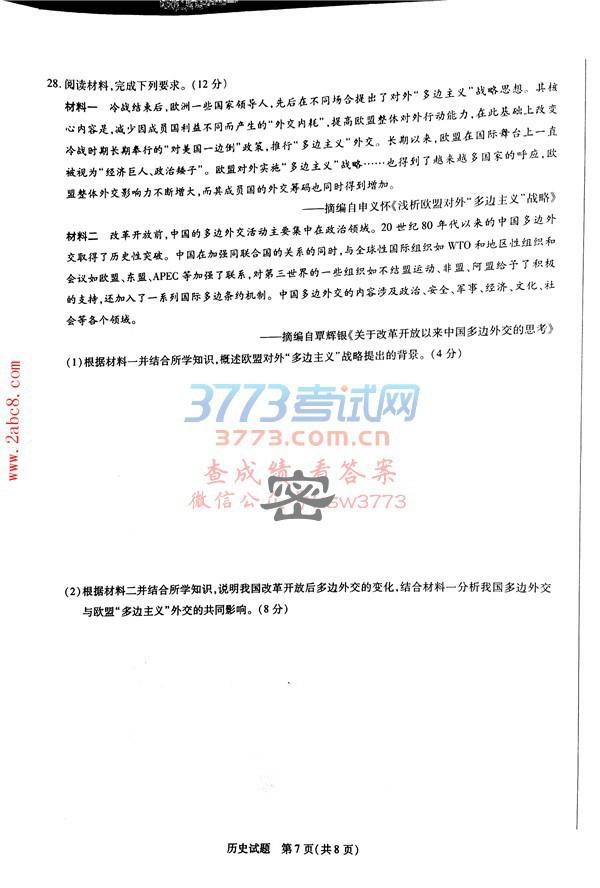 28. 阅读材料,完成下列要求。(12 分)
材料一 冷战结束后,欧洲一些国家领导人,先后在不同场合提出了对外“多边主义”战略思想。其核
心内容是,减少因成员国利益不同而产生的“外交内耗”,提高欧盟整体对外行动能力,在此基础上改变
冷战时期长期奉行的“对美国一边倒”政策,推行“多边主义”外交。长期以来,欧盟在国际舞台上一直
被视为“经济巨人、政治矮子”。欧盟对外实施“多边主义”战略……也得到了越来越多国家的呼应,欧
盟整体外交影响力不断增大,而其成员国的外交筹码也同时得到增加。
——摘编自申义怀《浅析欧盟对外“多边主义”战略》
材料二 改革开放前,中国的多边外交活动主要集中在政治领域。20 世纪 80 年代以来的中国多边外
交取得了历史性突破。中国在加强同联合国的关系的同时,与全球性国际组织如 WTO 和地区性组织和
会议如欧盟、东盟、APEC 等加强了联系,对第三世界的一些组织如不结盟运动、非盟、阿盟给予了积极
的支持,还加入了一系列国际多边条约机制。中国多边外交的内容涉及政治、安全、军事、经济、文化、社
会等各个领域。
——摘编自覃辉银《关于改革开放以来中国多边外交的思考》
(1)根据材料一并结合所学知识,概述欧盟对外“多边主义”战略提出的背景。(4 分)
www.2abc8.com
3773考试网
3773.com.cn
查成绩 看答案
微信公
sw3773
密
(2)根据材料二并结合所学知识,说明我国改革开放后多边外交的变化,结合材料一分析我国多边外交
与欧盟“多边主义”外交的共同影响。(8 分)
历史试题 第 7 页(共 8 页)